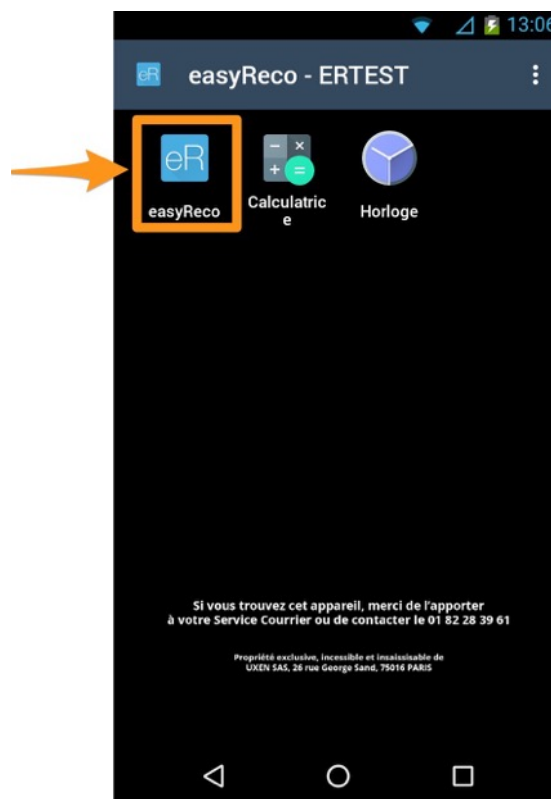 13:06
eR easyReco - ERTEST
eR
easyReco
Calculatric
e
Horloge
Si vous trouvez cet appareil, merci de l'apporter
à votre Service Courrier ou de contacter le 01 82 28 39 61
Propriété exclusive, incessible et insaississable de
UXEN SAS, 26 rue George Sand, 75016 PARIS